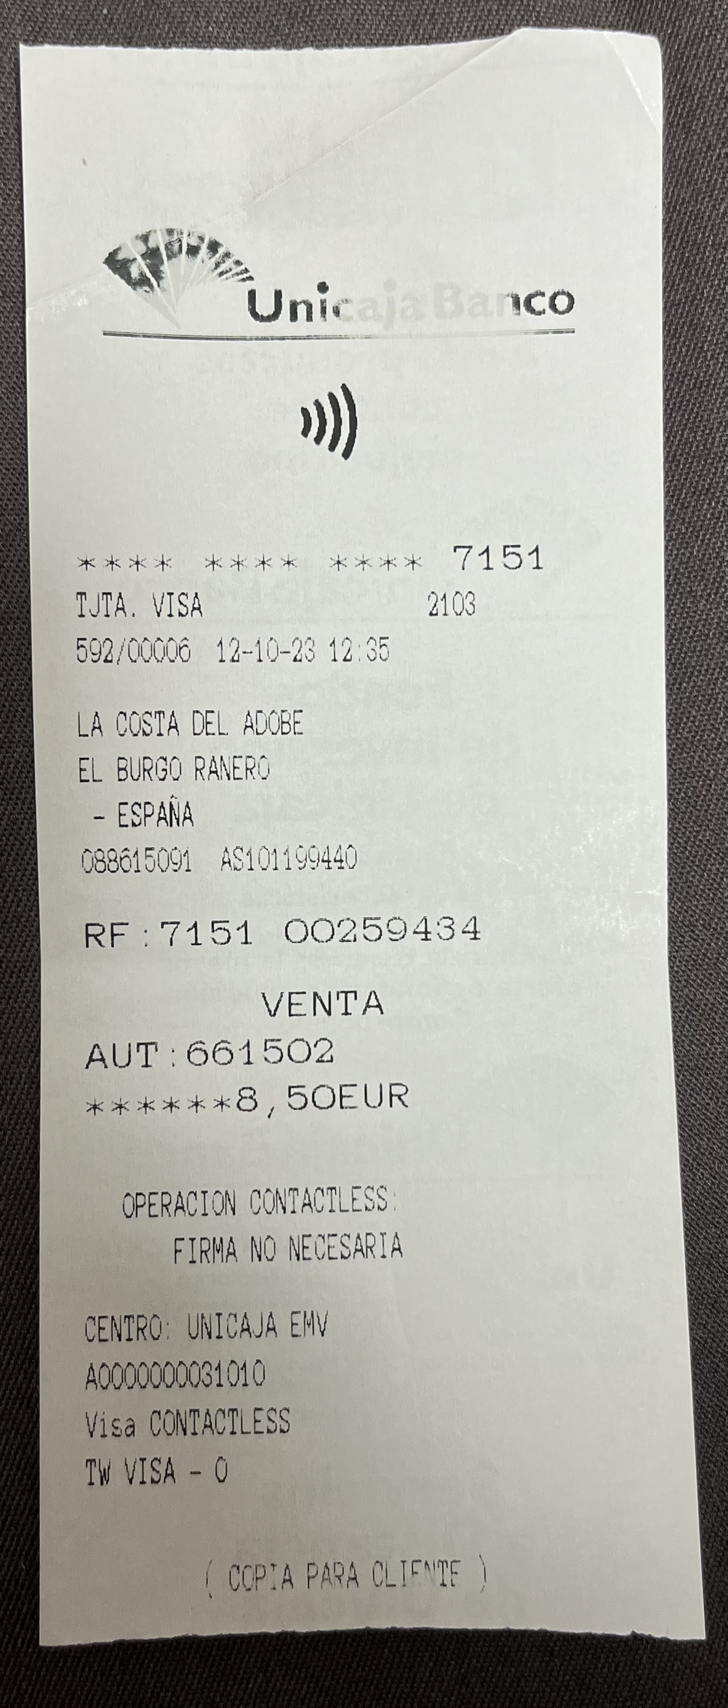 Unicaja Banco
**** **** **** 7151
TJTA. VISA 2103
592/00006 12-10-23 12:35
LA COSTA DEL ADOBE
EL BURGO RANERO
- ESPAÑA
088615091 AS101199440
RF:7151 00259434
VENTA
AUT:661502
******8,50EUR
OPERACION CONTACTLESS:
FIRMA NO NECESARIA
CENTRO: UNICAJA EMV
A0000000031010
Visa CONTACTLESS
TW VISA - 0
( COPIA PARA CLIENTE )